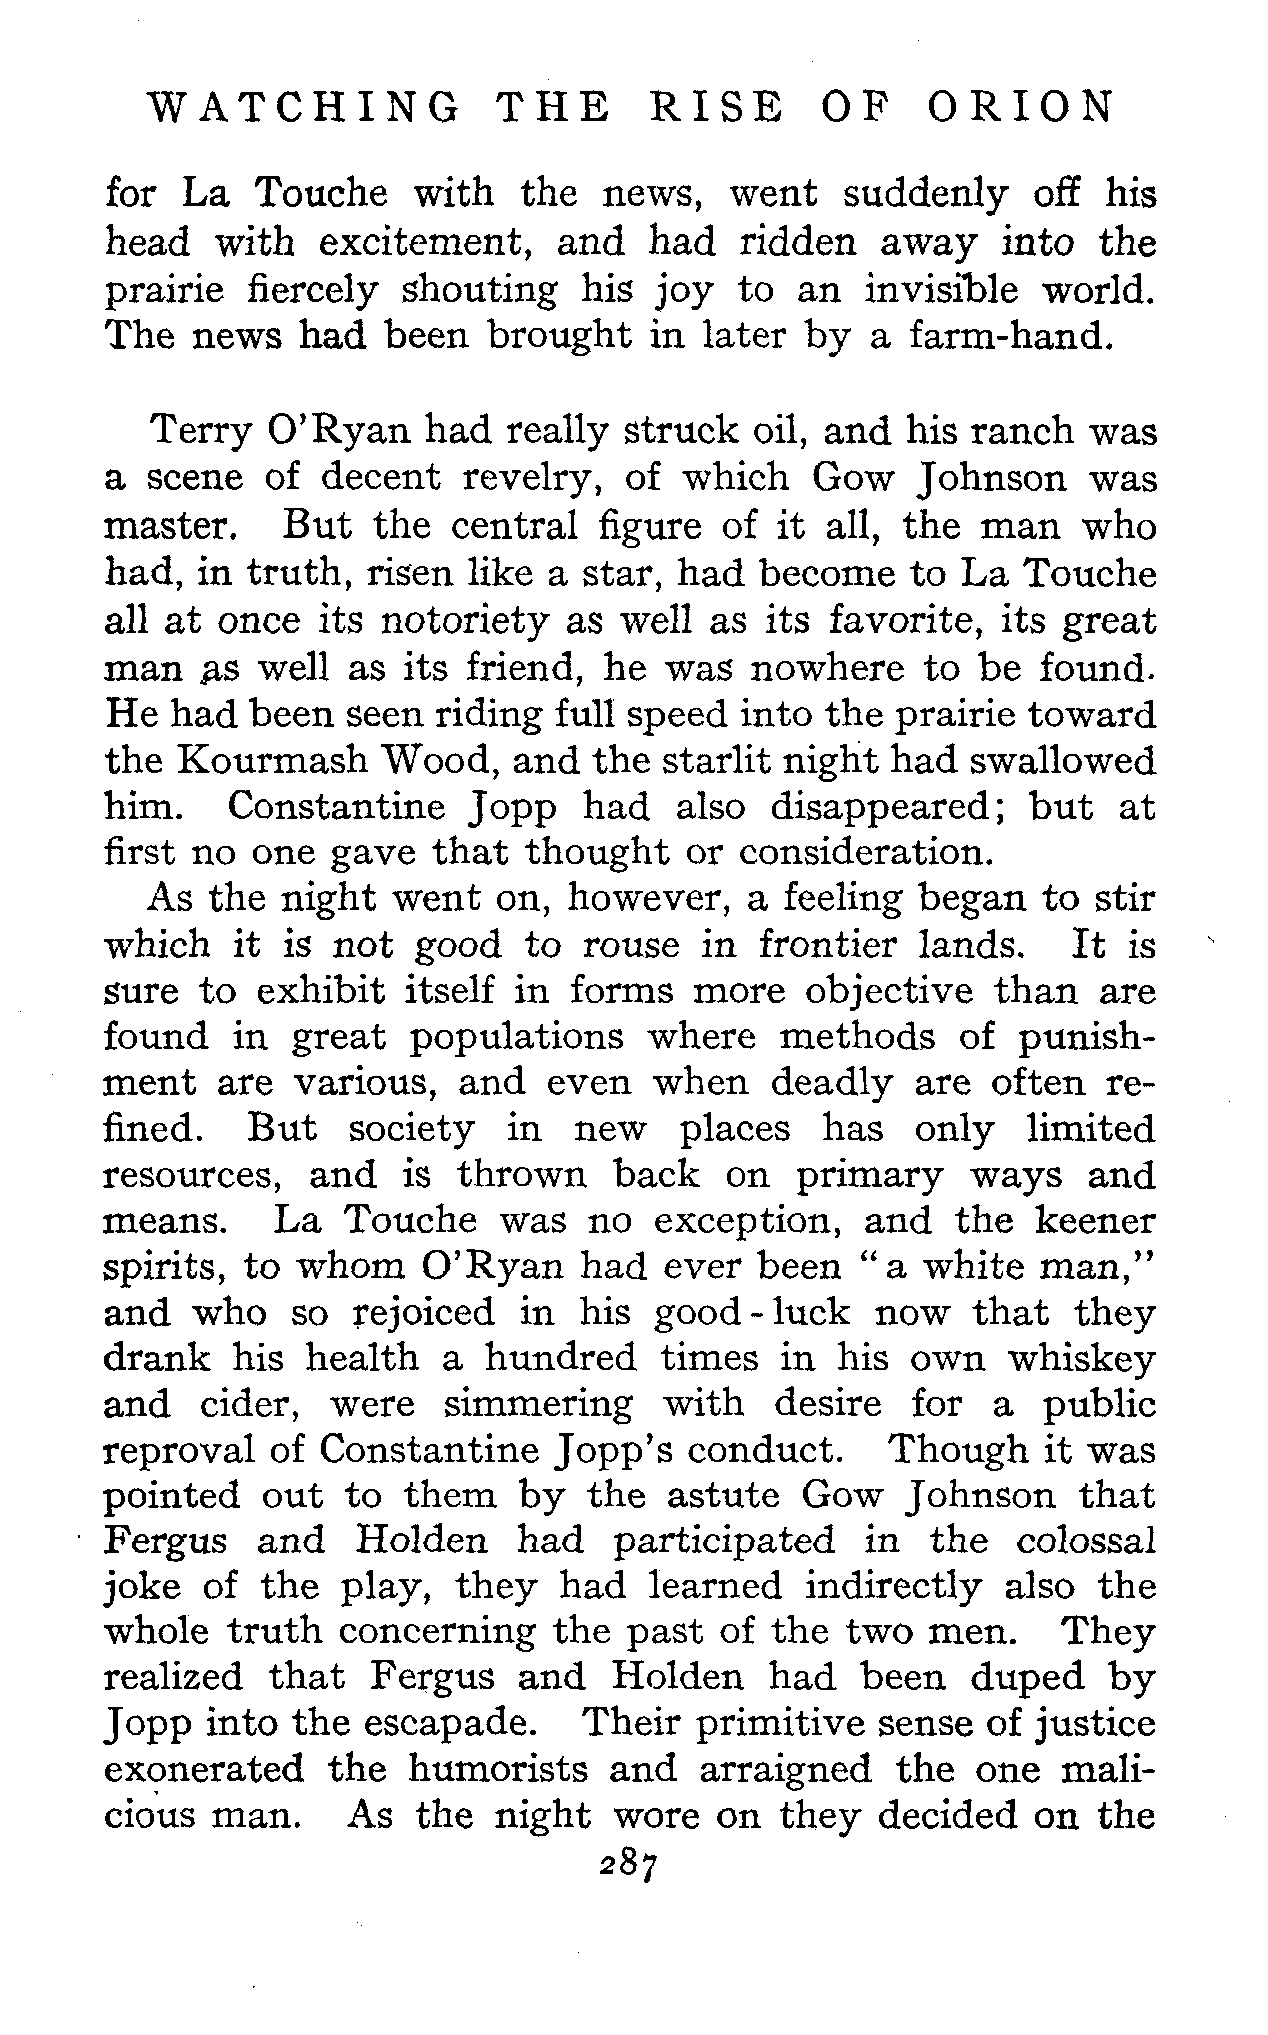 WATCHING THE RISE OF ORION
for La Touche with the news, went suddenly off his
head with excitement, and had ridden away into the
prairie fiercely shouting his joy to an invisible world.
The news had been brought in later by a farm-hand.
Terry O'Ryan had really struck oil, and his ranch was
a scene of decent revelry, of which Gow Johnson was
master. But the central figure of it all, the man who
had, in truth, risen like a star, had become to La Touche
all at once its notoriety as well as its favorite, its great
man as well as its friend, he was nowhere to be found.
He had been seen riding full speed into the prairie toward
the Kourmash Wood, and the starlit night had swallowed
him. Constantine Jopp had also disappeared; but at
first no one gave that thought or consideration.
As the night went on, however, a feeling began to stir
which it is not good to rouse in frontier lands. It is
sure to exhibit itself in forms more objective than are
found in great populations where methods of punish-
ment are various, and even when deadly are often re-
fined. But society in new places has only limited
resources, and is thrown back on primary ways and
means. La Touche was no exception, and the keener
spirits, to whom O'Ryan had ever been "a white man,"
and who so rejoiced in his good-luck now that they
drank his health a hundred times in his own whiskey
and cider, were simmering with desire for a public
reproval of Constantine Jopp's conduct. Though it was
pointed out to them by the astute Gow Johnson that
Fergus and Holden had participated in the colossal
joke of the play, they had learned indirectly also the
whole truth concerning the past of the two men. They
realized that Fergus and Holden had been duped by
Jopp into the escapade. Their primitive sense of justice
exonerated the humorists and arraigned the one mali-
cious man. As the night wore on they decided on the
287